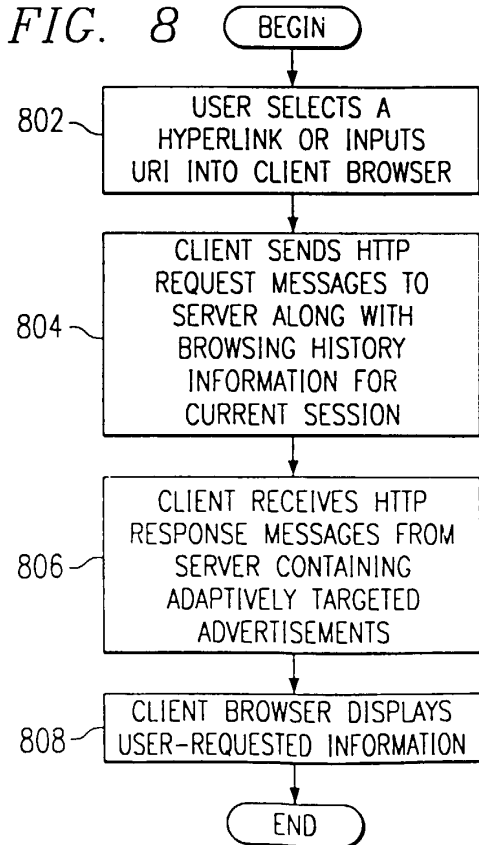 FIG. 8
BEGIN
802
USER SELECTS A
HYPERLINK OR INPUTS
URI INTO CLIENT BROWSER
804
CLIENT SENDS HTTP
REQUEST MESSAGES TO
SERVER ALONG WITH
BROWSING HISTORY
INFORMATION FOR
CURRENT SESSION
806
CLIENT RECEIVES HTTP
RESPONSE MESSAGES FROM
SERVER CONTAINING
ADAPTIVELY TARGETED
ADVERTISEMENTS
808
CLIENT BROWSER DISPLAYS
USER-REQUESTED INFORMATION
END